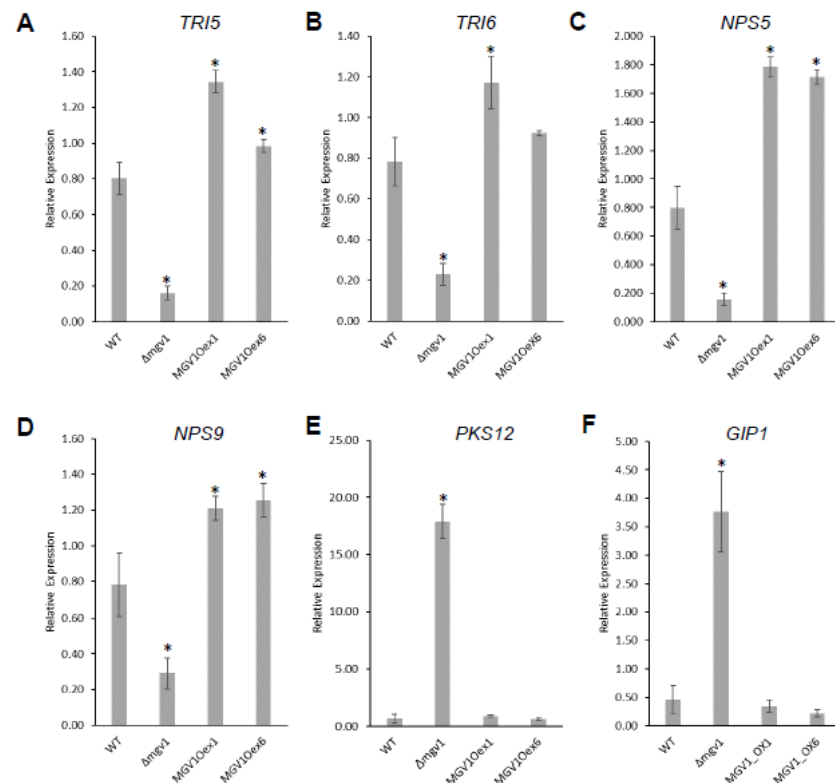 A
TRI5
Relative Expression
1.60
1.40
1.20
1.00
0.80
0.60
0.40
0.20
0.00
*
*
*
WT
Δmgv1
MGV1Oex1
MGV1Oex6
B
TRI6
Relative Expression
1.40
1.20
1.00
0.80
0.60
0.40
0.20
0.00
*
*
WT
Δmgv1
MGV1Oex1
MGV1OeX6
C
NPS5
Relative Expression
2.000
1.800
1.600
1.400
1.200
1.000
0.800
0.600
0.400
0.200
0.000
*
*
*
WT
Δmgv1
MGV1Oex1
MGV1Oex6
D
NPS9
Relative Expression
1.60
1.40
1.20
1.00
0.80
0.60
0.40
0.20
0.00
*
*
*
WT
Δmgv1
MGV1Oex1
MGV1Oex6
E
PKS12
Relative Expression
25.00
20.00
15.00
10.00
5.00
0.00
*
WT
Δmgv1
MGV1Oex1
MGV1Oex6
F
GIP1
Relative Expression
5.00
4.50
4.00
3.50
3.00
2.50
2.00
1.50
1.00
0.50
0.00
*
WT
Δmgv1
MGV1_OX1
MGV1_OX6